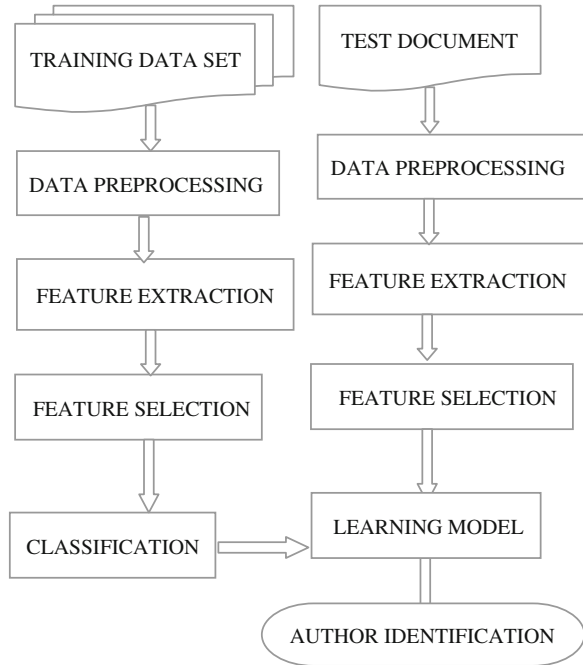 TRAINING DATA SET
DATA PREPROCESSING
FEATURE EXTRACTION
FEATURE SELECTION
CLASSIFICATION
TEST DOCUMENT
DATA PREPROCESSING
FEATURE EXTRACTION
FEATURE SELECTION
LEARNING MODEL
AUTHOR IDENTIFICATION